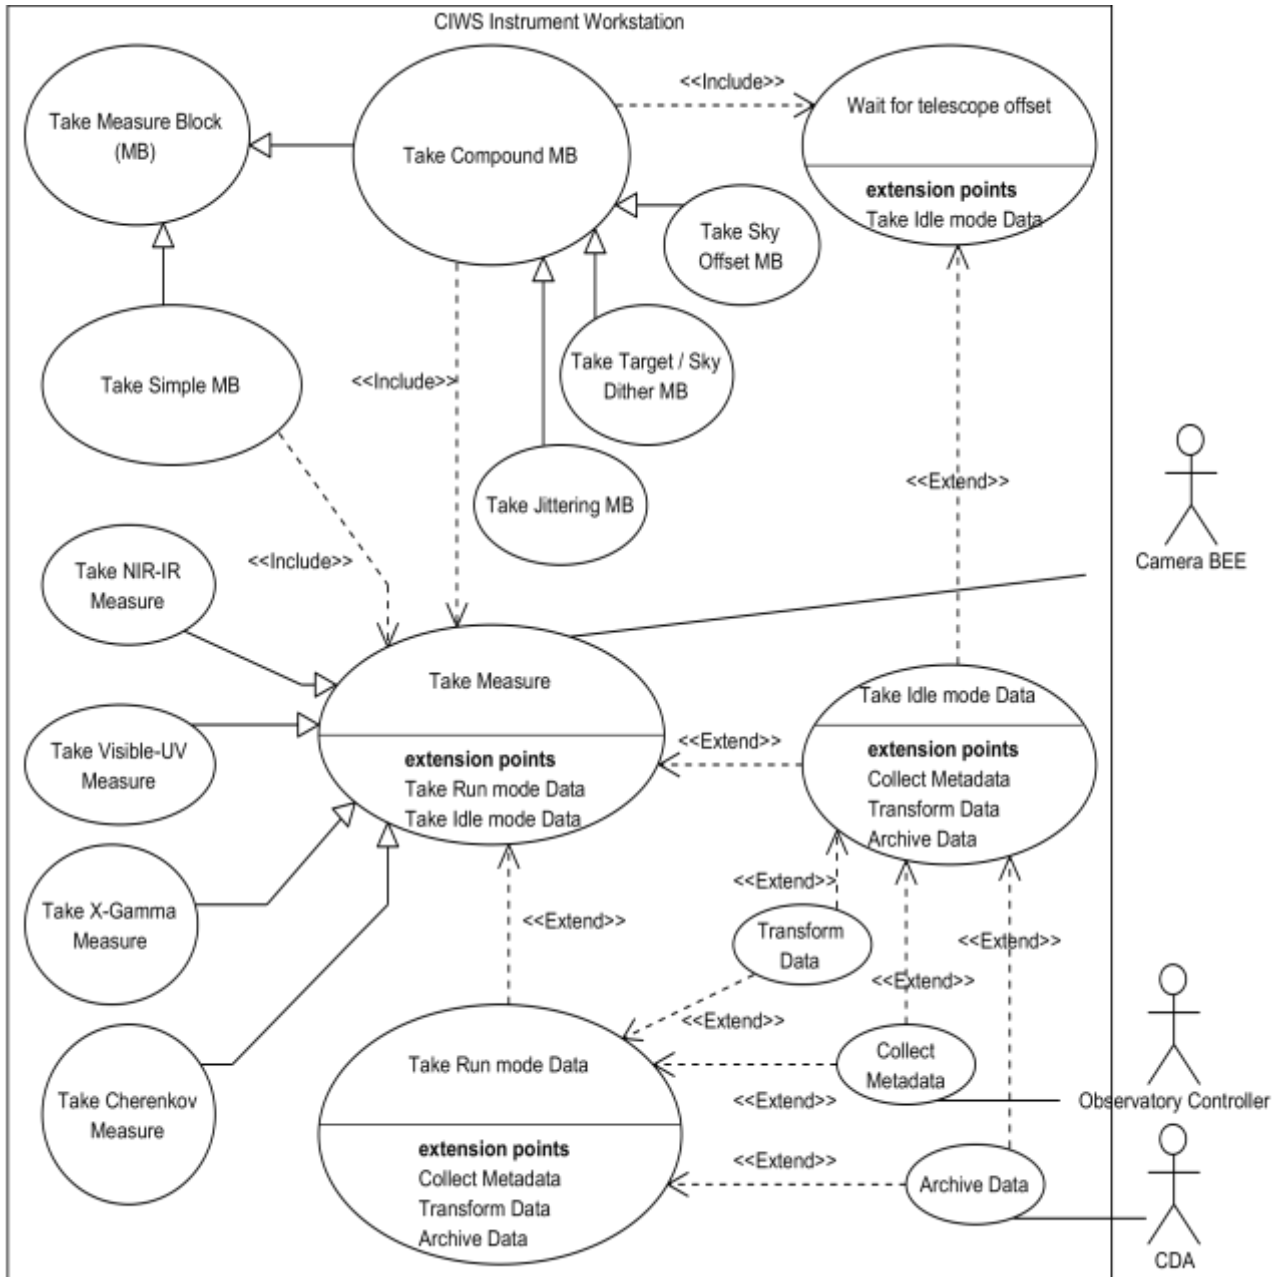 CIWS Instrument Workstation
Take Measure Block
(MB)
Take Compound MB
<<Include>>
Wait for telescope offset
extension points
Take Idle mode Data
Take Sky
Offset MB
Take Simple MB
<<Include>>
Take Target / Sky
Dither MB
Take Jittering MB
<<Extend>>
Camera BEE
<<Include>>
Take NIR-IR
Measure
Take Measure
extension points
Take Run mode Data
Take Idle mode Data
<<Extend>>
Take Idle mode Data
extension points
Collect Metadata
Transform Data
Archive Data
Take Visible-UV
Measure
Take X-Gamma
Measure
<<Extend>>
<<Extend>>
Transform
Data
<<Extend>>
<<Extend>>
<<Extend>>
Take Run mode Data
extension points
Collect Metadata
Transform Data
Archive Data
Collect
Metadata
<<Extend>>
Observatory Controller
Take Cherenkov
Measure
<<Extend>>
Archive Data
CDA